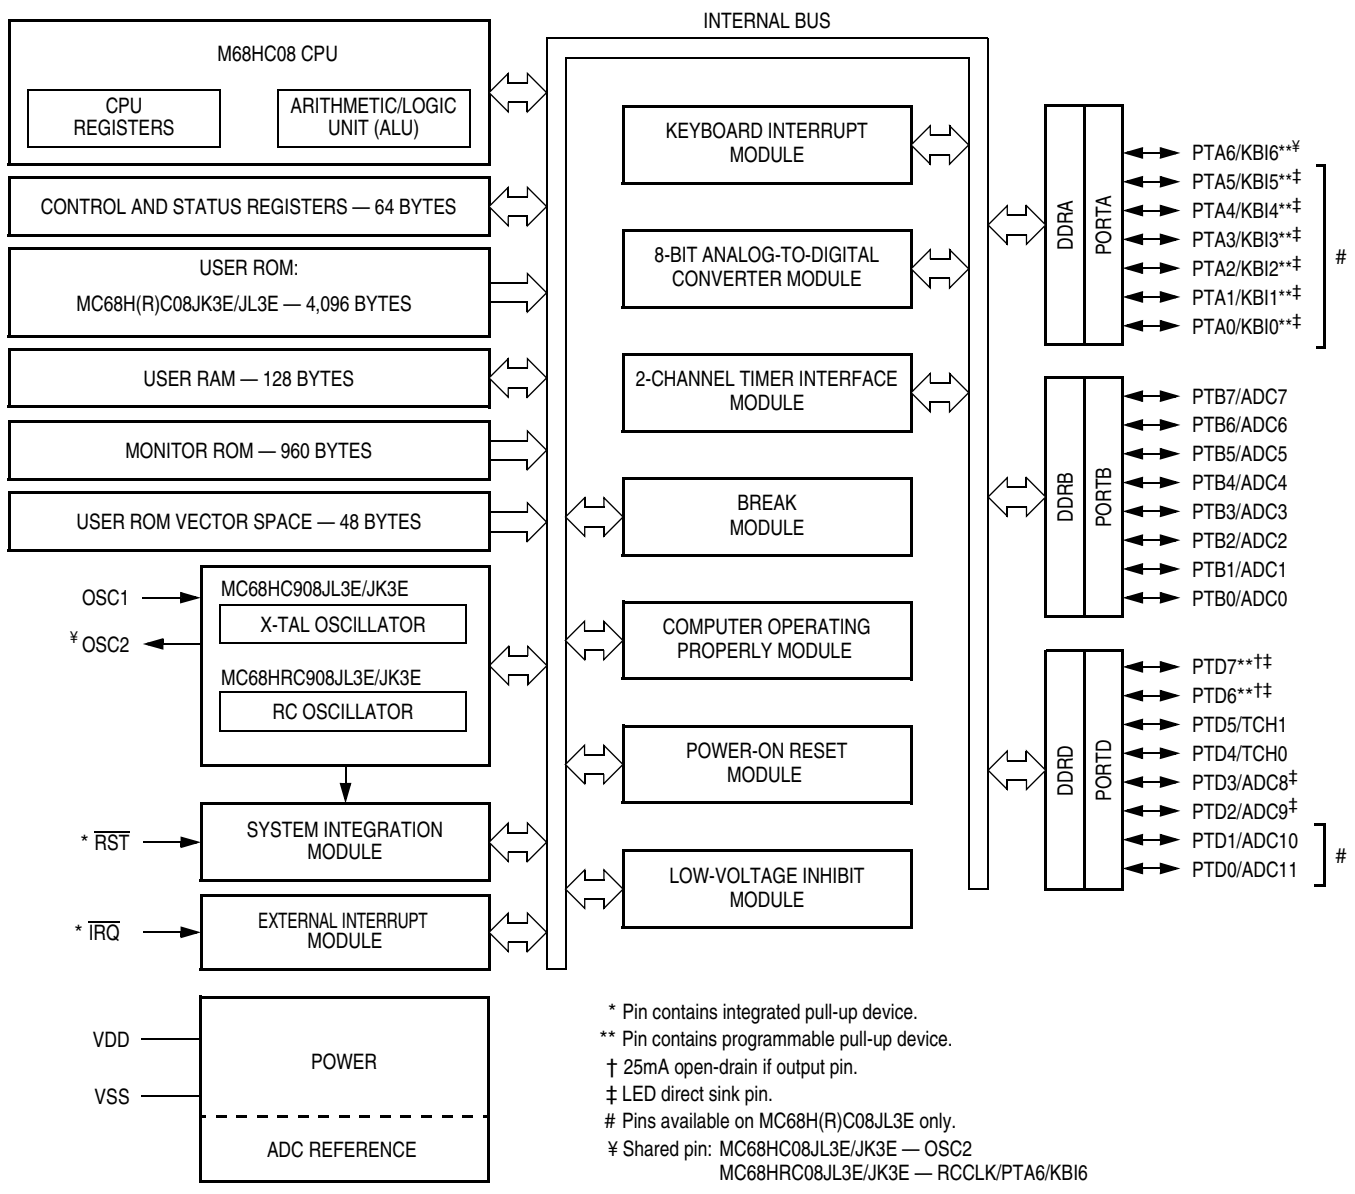 INTERNAL BUS
M68HC08 CPU
CPU
REGISTERS
ARITHMETIC/LOGIC
UNIT (ALU)
CONTROL AND STATUS REGISTERS — 64 BYTES
USER ROM:
MC68H(R)C08JK3E/JL3E — 4,096 BYTES
USER RAM — 128 BYTES
MONITOR ROM — 960 BYTES
USER ROM VECTOR SPACE — 48 BYTES
OSC1
¥ OSC2
MC68HC908JL3E/JK3E
X-TAL OSCILLATOR
MC68HRC908JL3E/JK3E
RC OSCILLATOR
* RST
SYSTEM INTEGRATION
MODULE
* IRQ
EXTERNAL INTERRUPT
MODULE
VDD
VSS
POWER
ADC REFERENCE
KEYBOARD INTERRUPT
MODULE
8-BIT ANALOG-TO-DIGITAL
CONVERTER MODULE
2-CHANNEL TIMER INTERFACE
MODULE
BREAK
MODULE
COMPUTER OPERATING
PROPERLY MODULE
POWER-ON RESET
MODULE
LOW-VOLTAGE INHIBIT
MODULE
DDRA
PORTA
PTA6/KBI6**¥
PTA5/KBI5**‡
PTA4/KBI4**‡
PTA3/KBI3**‡
PTA2/KBI2**‡
PTA1/KBI1**‡
PTA0/KBI0**‡
#
DDRB
PORTB
PTB7/ADC7
PTB6/ADC6
PTB5/ADC5
PTB4/ADC4
PTB3/ADC3
PTB2/ADC2
PTB1/ADC1
PTB0/ADC0
DDRD
PORTD
PTD7**†‡
PTD6**†‡
PTD5/TCH1
PTD4/TCH0
PTD3/ADC8‡
PTD2/ADC9‡
PTD1/ADC10
PTD0/ADC11
#
* Pin contains integrated pull-up device.
** Pin contains programmable pull-up device.
† 25mA open-drain if output pin.
‡ LED direct sink pin.
# Pins available on MC68H(R)C08JL3E only.
¥ Shared pin: MC68HC08JL3E/JK3E — OSC2
MC68HRC08JL3E/JK3E — RCCLK/PTA6/KBI6